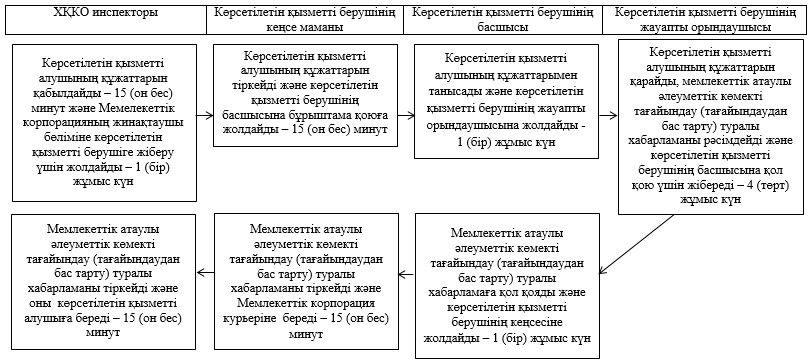 ХҚКО инспекторы
Көрсетілетін қызметті берушінің
кеңсе маманы
Көрсетілетін қызметті берушінің
басшысы
Көрсетілетін қызметті берушінің
жауапты орындаушысы
Көрсетілетін қызметті
алушының құжаттарын
қабылдайды – 15 (он бес)
минут және Мемелекеттік
корпорацияның жинақтаушы
бөліміне көрсетілетін
қызметті берушіге жіберу
үшін жолдайды – 1 (бір)
жұмыс күн
Көрсетілетін қызметті
алушының құжаттарын
тіркейді және көрсетілетін
қызметті берушінің
басшысына бұрыштама қоюға
жолдайды – 15 (он бес) минут
Көрсетілетін қызметті
алушының құжаттарымен
танысады және көрсетілетін
қызметті берушінің жауапты
орындаушысына жолдайды -
1 (бір) жұмыс күн
Көрсетілетін қызметті
алушының құжаттарын
қарайды, мемлекеттік атаулы
әлеуметтік көмекті
тағайындау (тағайындаудан
бас тарту) туралы
хабарламаны рәсімдейді және
көрсетілетін қызметті
берушінің басшысына қол
қою үшін жібереді – 4 (төрт)
жұмыс күн
Мемлекеттік атаулы
әлеуметтік көмекті
тағайындау (тағайындаудан
бас тарту) туралы
хабарламаны тіркейді және
оны көрсетілетін қызметті
алушыға береді – 15 (он бес)
минут
Мемлекеттік атаулы
әлеуметтік көмекті
тағайындау (тағайындаудан
бас тарту) туралы
хабарламаны тіркейді және
Мемлекеттік корпорация
курьеріне береді – 15 (он бес)
минут
Мемлекеттік атаулы
әлеуметтік көмекті
тағайындау (тағайындаудан
бас тарту) туралы
хабарламаға қол қояды және
көрсетілетін қызметті
берушінің кеңсесіне
жолдайды – 1 (бір) жұмыс күн